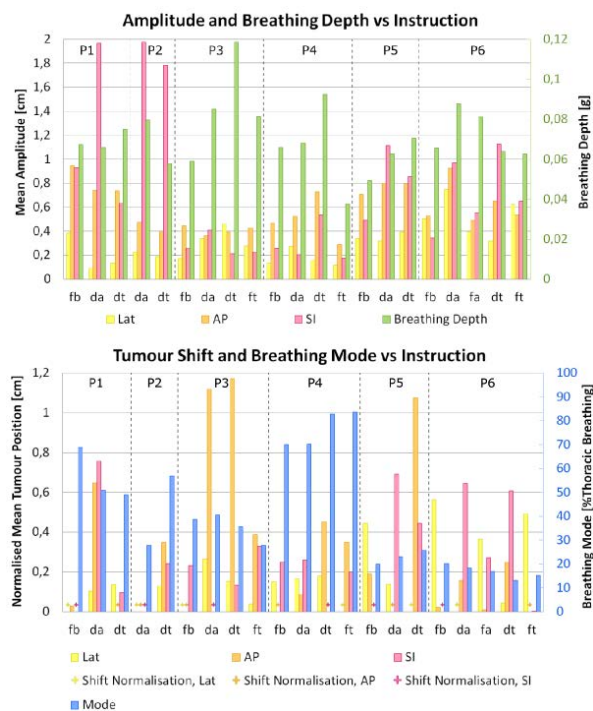 Amplitude and Breathing Depth vs Instruction
Mean Amplitude [cm]
2
1,8
1,6
1,4
1,2
1
0,8
0,6
0,4
0,2
0
P1 P2 P3 P4 P5 P6
0,12
0,1
0,08
0,06
0,04
0,02
0
Breathing Depth [g]
fb da dt da dt fb da dt ft fb da dt ft fb da dt fb da fa dt ft
Lat AP SI Breathing Depth
Tumour Shift and Breathing Mode vs Instruction
Normalised Mean Tumour Position [cm]
1,2
1
0,8
0,6
0,4
0,2
0
P1 P2 P3 P4 P5 P6
100
90
80
70
60
50
40
30
20
10
0
Breathing Mode [%Thoracic Breathing]
fb da dt da dt fb da dt ft fb da dt ft fb da dt fb da fa dt ft
Lat AP SI
Shift Normalisation, Lat Shift Normalisation, AP Shift Normalisation, SI
Mode